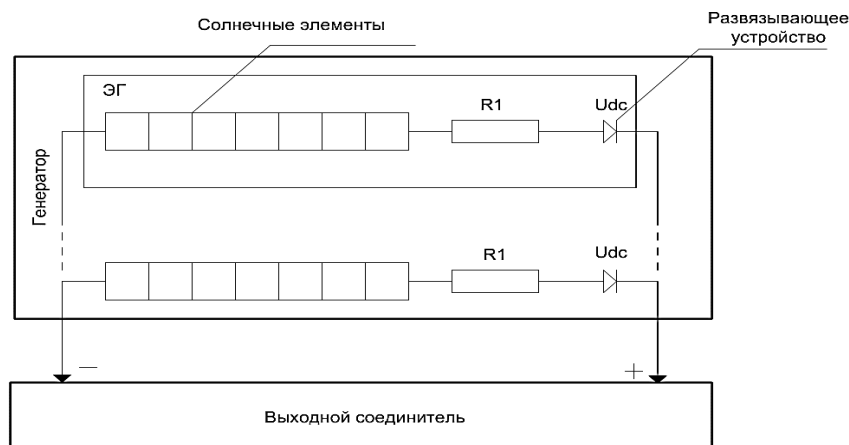 Солнечные элементы
Развязывающее
устройство
ЭГ
R1
Udc
Генератор
R1
Udc
—
+
Выходной соединитель